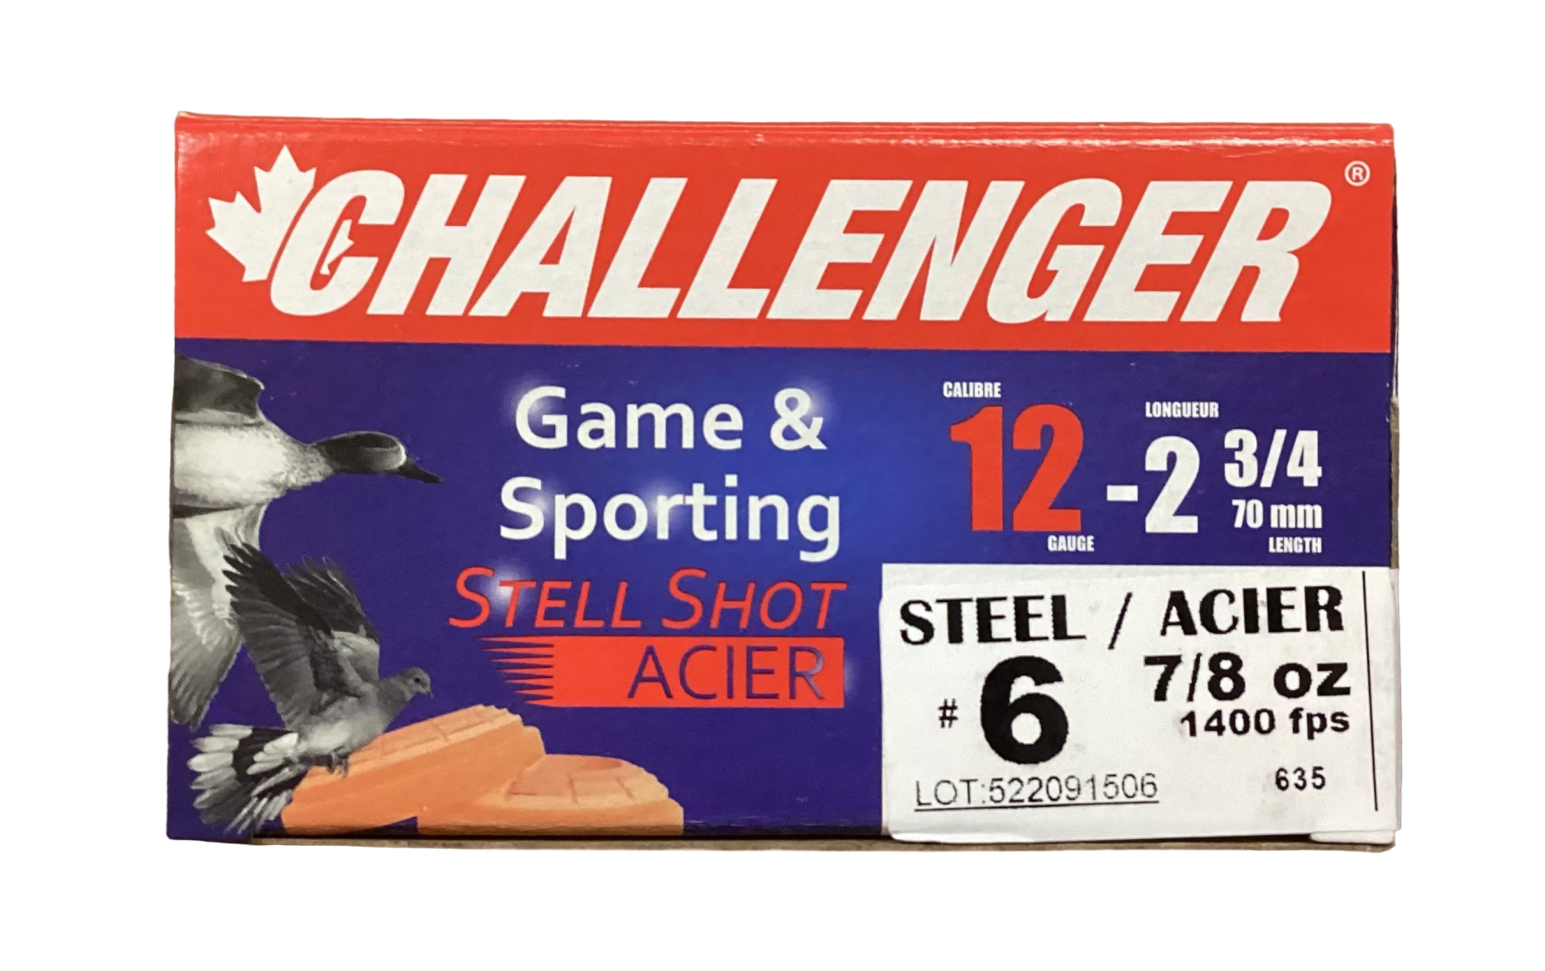 CHALLENGER ®
Game &
Sporting
STELL SHOT
ACIER
CALIBRE
12
GAUGE
LONGUEUR
-2 3/4
70 mm
LENGTH
STEEL / ACIER
# 6
7/8 oz
1400 fps
LOT:522091506
635